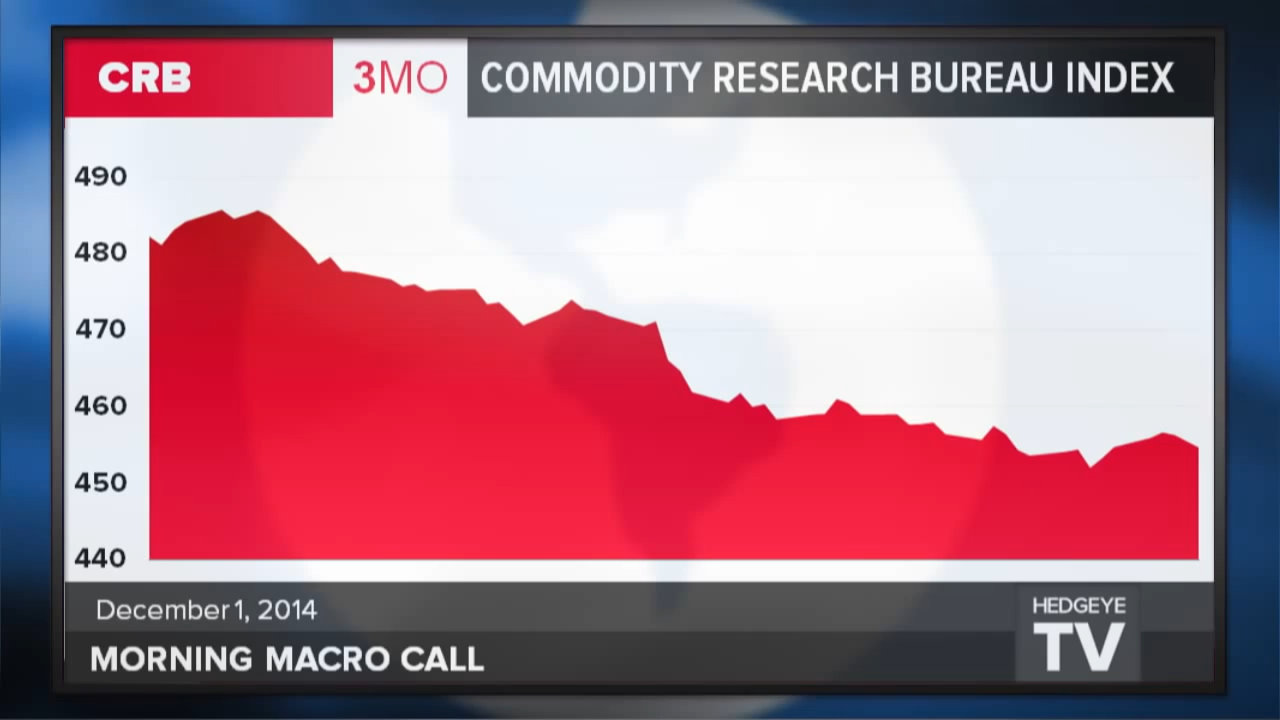 CRB
3MO
COMMODITY RESEARCH BUREAU INDEX
490
480
470
460
450
440
December 1, 2014
MORNING MACRO CALL
HEDGEYE
TV